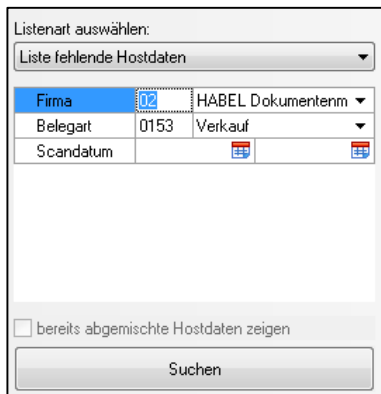 Listenart auswählen:
Liste fehlende Hostdaten
Firma 02 HABEL Dokumentenm
Belegart 0153 Verkauf
Scandatum
bereits abgemischte Hostdaten zeigen
Suchen